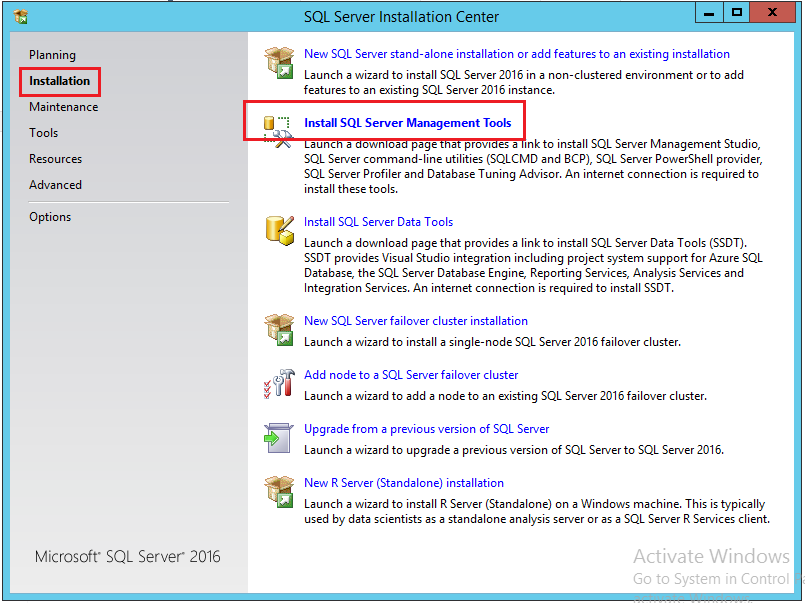 SQL Server Installation Center
Planning
Installation
Maintenance
Tools
Resources
Advanced
Options
New SQL Server stand-alone installation or add features to an existing installation
Launch a wizard to install SQL Server 2016 in a non-clustered environment or to add
features to an existing SQL Server 2016 instance.
Install SQL Server Management Tools
Launch a download page that provides a link to install SQL Server Management Studio,
SQL Server command-line utilities (SQLCMD and BCP), SQL Server PowerShell provider,
SQL Server Profiler and Database Tuning Advisor. An internet connection is required to
install these tools.
Install SQL Server Data Tools
Launch a download page that provides a link to install SQL Server Data Tools (SSDT).
SSDT provides Visual Studio integration including project system support for Azure SQL
Database, the SQL Server Database Engine, Reporting Services, Analysis Services and
Integration Services. An internet connection is required to install SSDT.
New SQL Server failover cluster installation
Launch a wizard to install a single-node SQL Server 2016 failover cluster.
Add node to a SQL Server failover cluster
Launch a wizard to add a node to an existing SQL Server 2016 failover cluster.
Upgrade from a previous version of SQL Server
Launch a wizard to upgrade a previous version of SQL Server to SQL Server 2016.
New R Server (Standalone) installation
Launch a wizard to install R Server (Standalone) on a Windows machine. This is typically
used by data scientists as a standalone analysis server or as a SQL Server R Services client.
Microsoft® SQL Server® 2016
Activate Windows
Go to System in Control